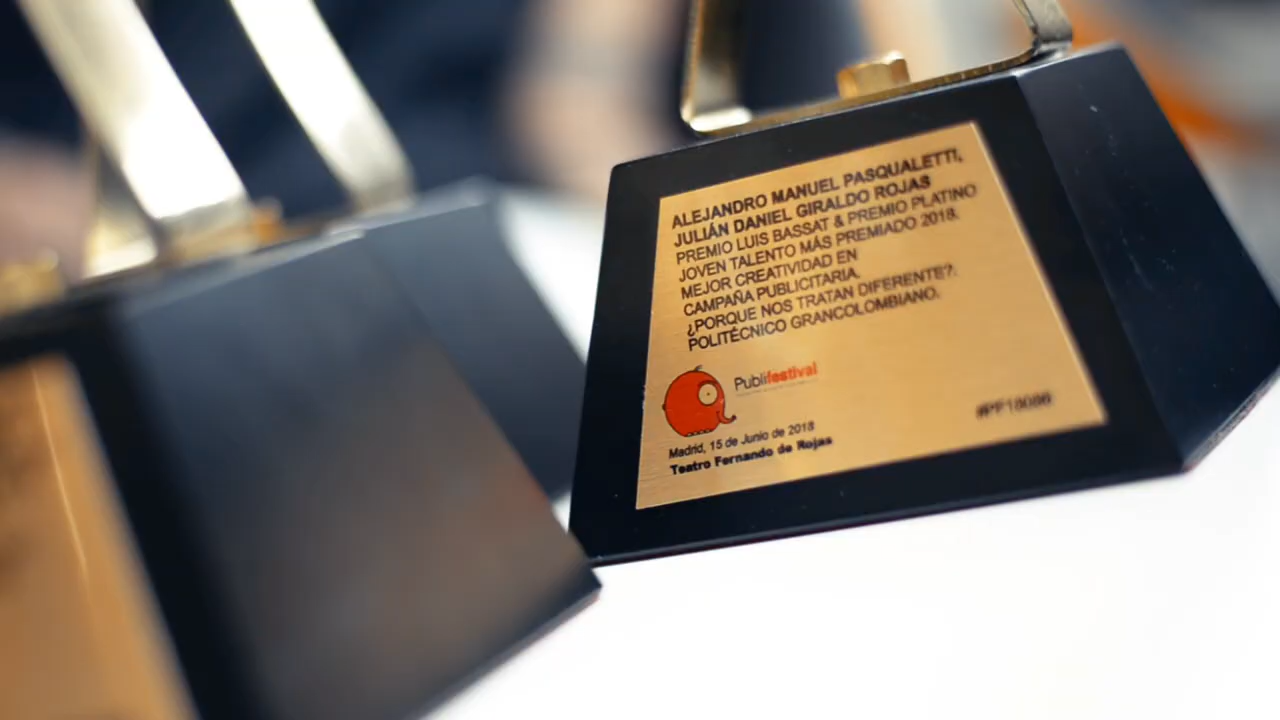 ALEJANDRO MANUEL PASQUALETTI,
JULIÁN DANIEL GIRALDO ROJAS
PREMIO LUIS BASSAT & PREMIO PLATINO
JOVEN TALENTO MÁS PREMIADO 2018.
MEJOR CREATIVIDAD EN
CAMPAÑA PUBLICITARIA.
¿PORQUE NOS TRATAN DIFERENTE?.
POLITÉCNICO GRANCOLOMBIANO.
Publifestival
#PF18086
Madrid, 15 de Junio de 2018
Teatro Fernando de Rojas